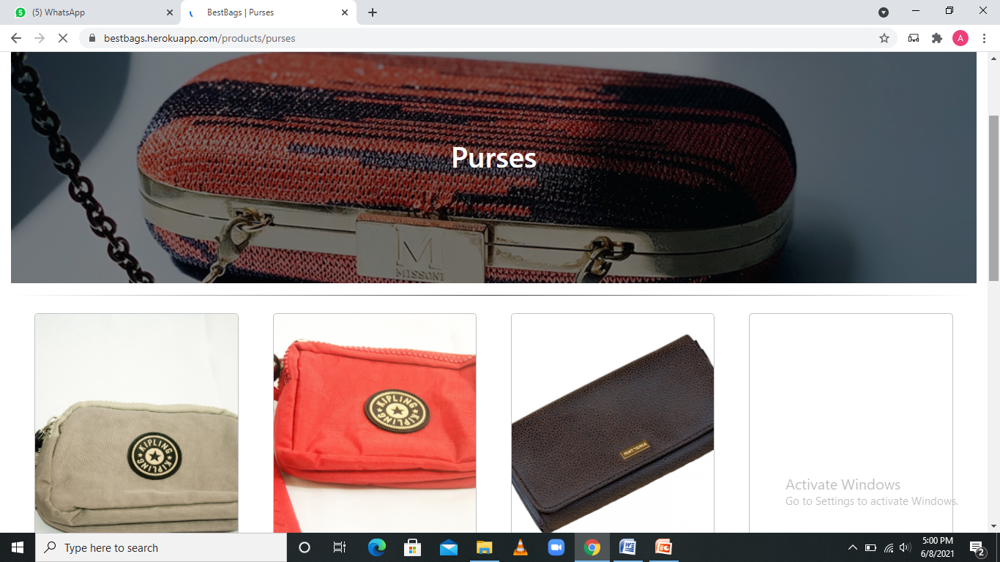 (5) WhatsApp
BestBags | Purses
bestbags.herokuapp.com/products/purses
A
Purses
M
MISSONI
KIPLING
KIPLING
KIPLING
KIPLING
Activate Windows
Go to Settings to activate Windows.
Type here to search
5:00 PM
6/8/2021
2